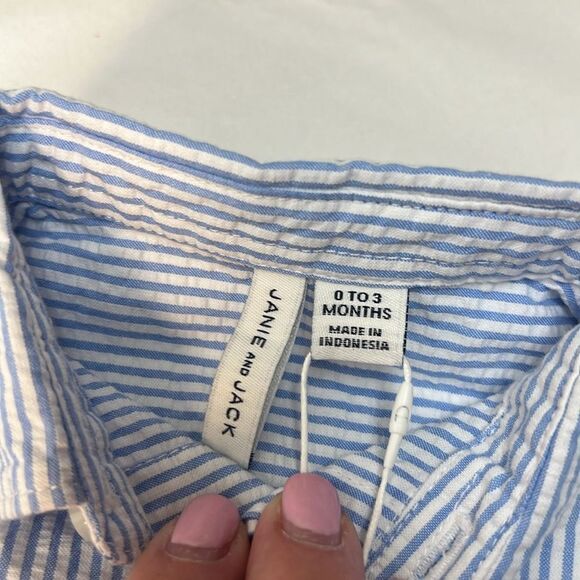 JANIE AND JACK
0 TO 3
MONTHS
MADE IN
INDONESIA